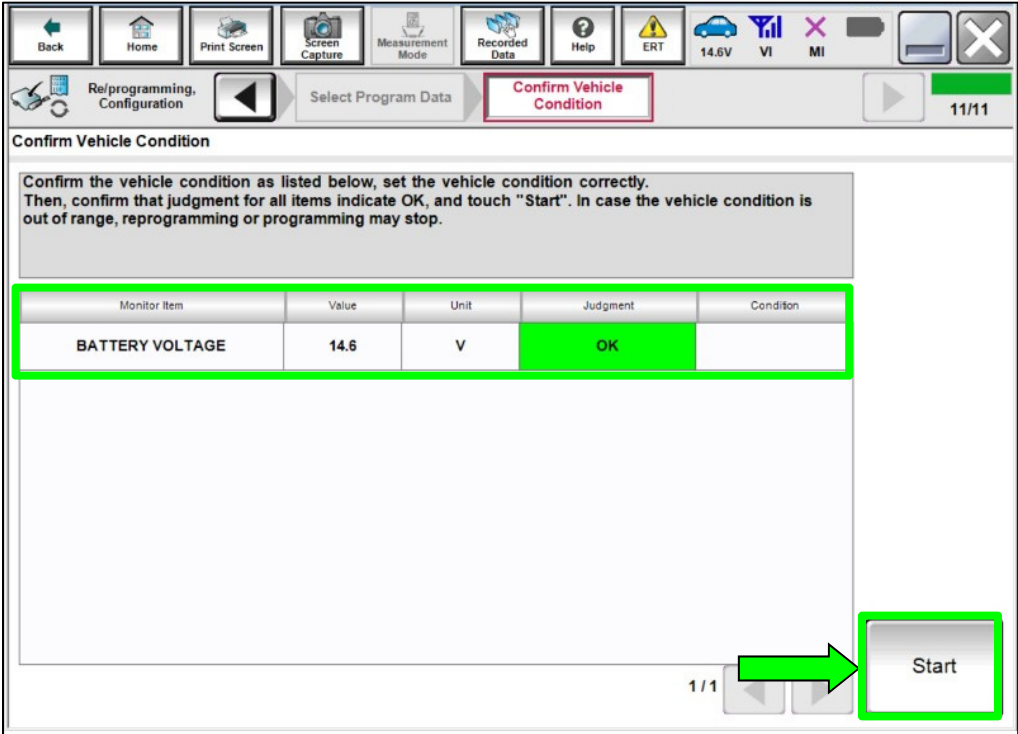 Back
Home
Print Screen
Screen
Capture
Measurement
Mode
Recorded
Data
Help
ERT
14.6V
VI
MI
Re/programming,
Configuration
Select Program Data
Confirm Vehicle
Condition
11/11
Confirm Vehicle Condition
Confirm the vehicle condition as listed below, set the vehicle condition correctly.
Then, confirm that judgment for all items indicate OK, and touch "Start". In case the vehicle condition is
out of range, reprogramming or programming may stop.
Monitor Item Value Unit Judgment Condition
BATTERY VOLTAGE 14.6 V OK
Start
1/1